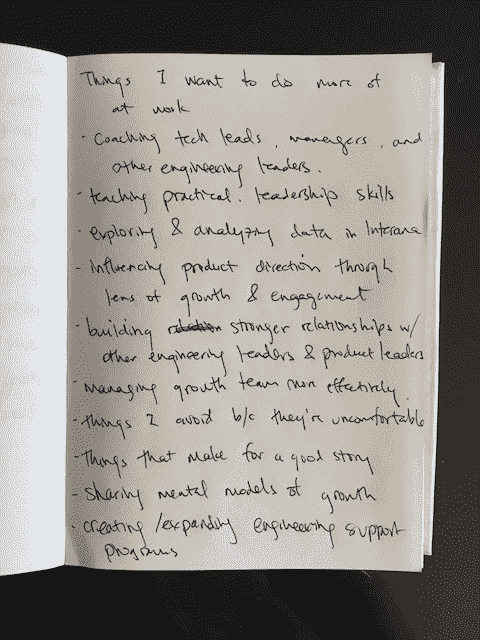 Things I want to do more of
at work
- Coaching tech leads, managers, and
other engineering leaders.
- teaching practical leadership skills
- exploring & analyzing data in Interana
- influencing product direction through
lens of growth & engagement
- building stronger relationships w/
other engineering leaders & product leaders
- managing growth team more effectively.
- things I avoid b/c they're uncomfortable
- Things that make for a good story
- sharing mental models of growth
- creating/expanding engineering support
programs